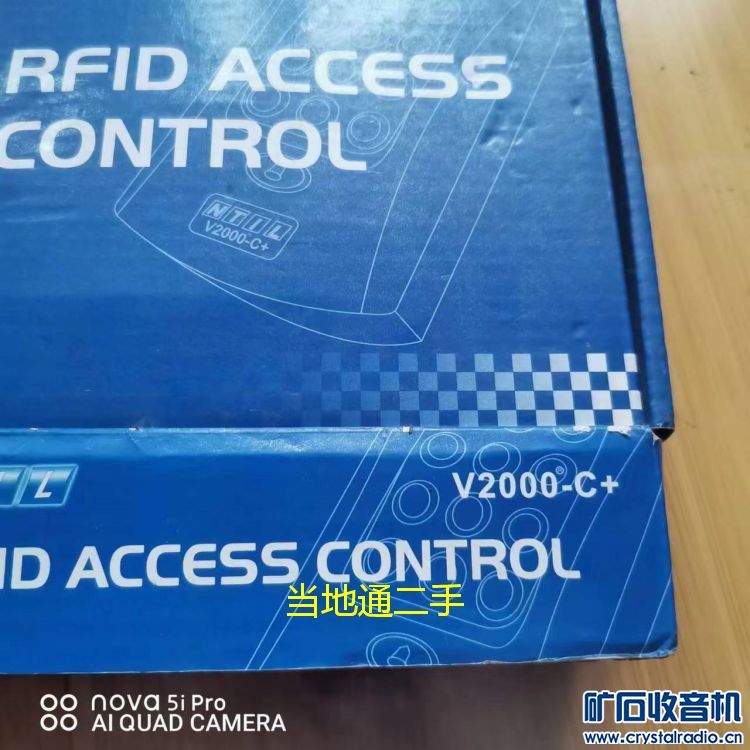 RFID ACCESS
CONTROL
NTIL
V2000-C+
V2000®-C+
ID ACCESS CONTROL
当地通二手
nova 5i Pro
AI QUAD CAMERA
矿石收音机
www.crystalradio.cn